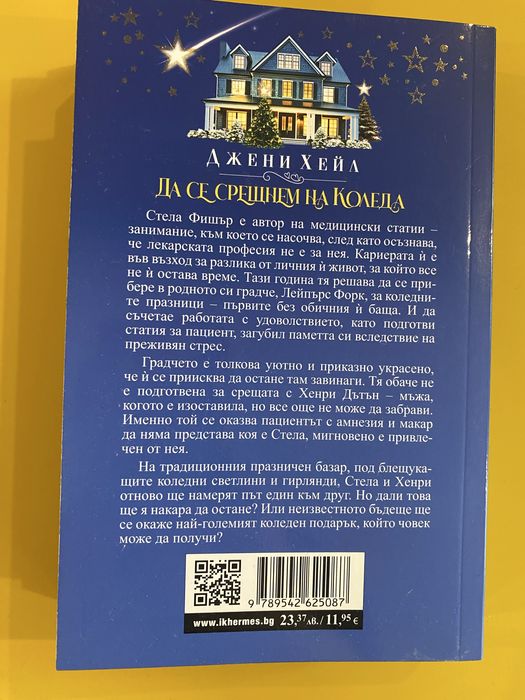 ДЖЕНИ ХЕЙЛ
ДА СЕ СРЕЩНЕМ НА КОЛЕДА
Стела Фишър е автор на медицински статии –
занимание, към което се насочва, след като осъзнава,
че лекарската професия не е за нея. Кариерата ѝ е
във възход за разлика от личния ѝ живот, за който все
не ѝ остава време. Тази година тя решава да се при-
бере в родното си градче, Лейпърс Форк, за коледни-
те празници – първите без обичния ѝ баща. И да
съчетае работата с удоволствието, като подготви
статия за пациент, загубил паметта си вследствие на
преживян стрес.
Градчето е толкова уютно и приказно украсено,
че ѝ се приисква да остане там завинаги. Тя обаче не
е подготвена за срещата с Хенри Дътън – мъжа,
когото е изоставила, но все още не може да забрави.
Именно той се оказва пациентът с амнезия и макар
да няма представа коя е Стела, мигновено е привле-
чен от нея.
На традиционния празничен базар, под блещука-
щите коледни светлини и гирлянди, Стела и Хенри
отново ще намерят път един към друг. Но дали това
ще я накара да остане? Или неизвестното бъдеще ще
се окаже най-големият коледен подарък, който човек
може да получи?
9 789542 625087
www.ikhermes.bg 23,37лв. / 11,95 €